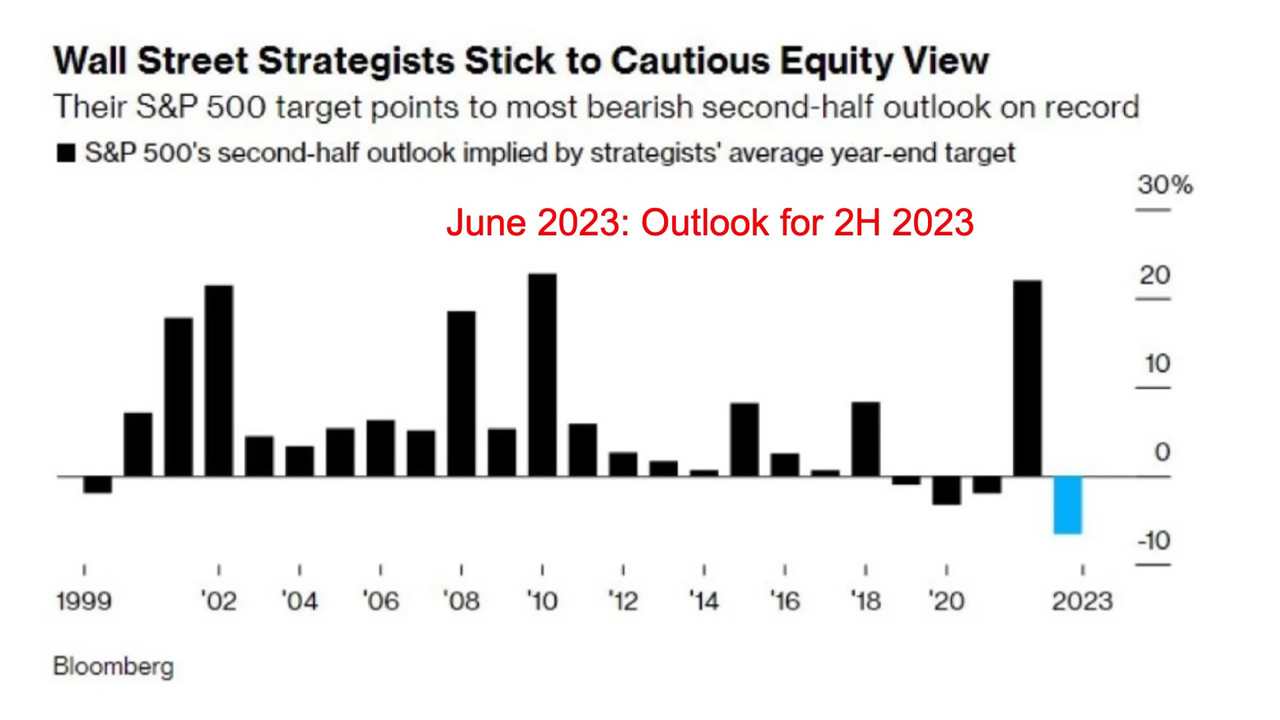 Wall Street Strategists Stick to Cautious Equity View
Their S&P 500 target points to most bearish second-half outlook on record
S&P 500's second-half outlook implied by strategists' average year-end target
30%
June 2023: Outlook for 2H 2023
20
10
0
-10
1999 '02 '04 '06 '08 '10 '12 '14 '16 '18 '20 2023
Bloomberg